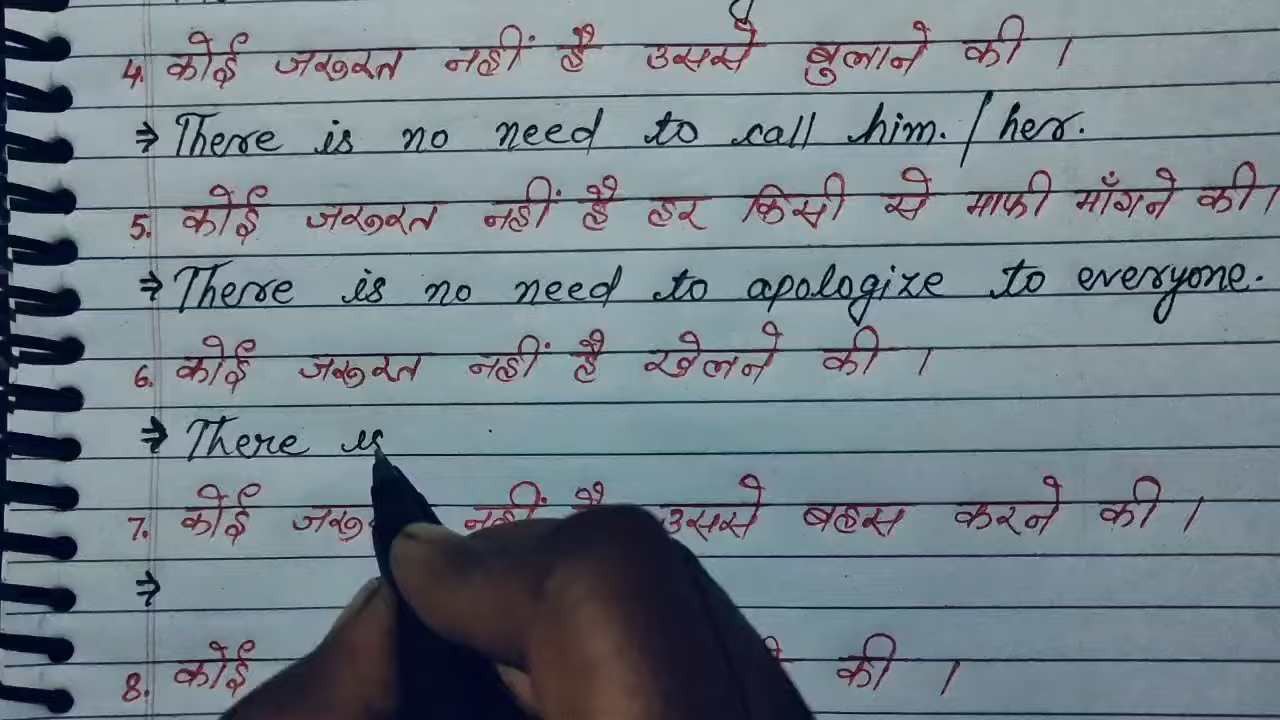 4. कोई जरूरत नहीं है उससे बुलाने की ।
⇒ There is no need to call him. / her.
5. कोई जरूरत नहीं है हर किसी से माफी माँगने की ।
⇒ There is no need to apologize to everyone.
6. कोई जरूरत नहीं है खेलने की ।
⇒ There is
7. कोई नहीं है उससे बहस करने की ।
⇒
8. कोई की ।